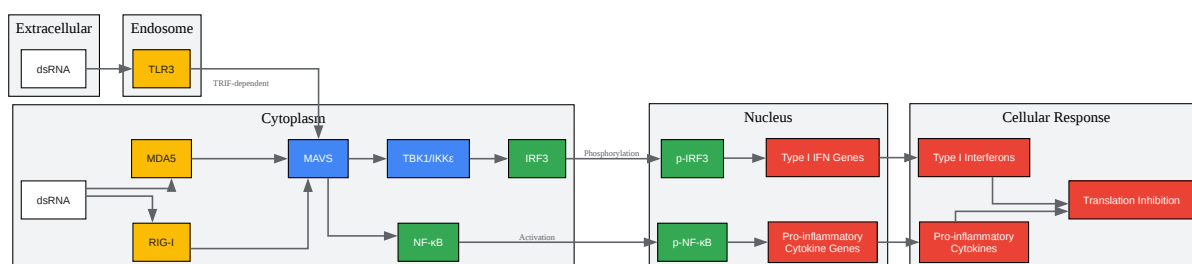 Extracellular
Endosome
dsRNA
TLR3
TRIF-dependent
Cytoplasm
Nucleus
Cellular Response
MDA5
MAVS
TBK1/IKKε
IRF3
Phosphorylation
p-IRF3
Type I IFN Genes
Type I Interferons
dsRNA
Translation Inhibition
RIG-I
NF-κB
Activation
p-NF-κB
Pro-inflammatory
Cytokine Genes
Pro-inflammatory
Cytokines